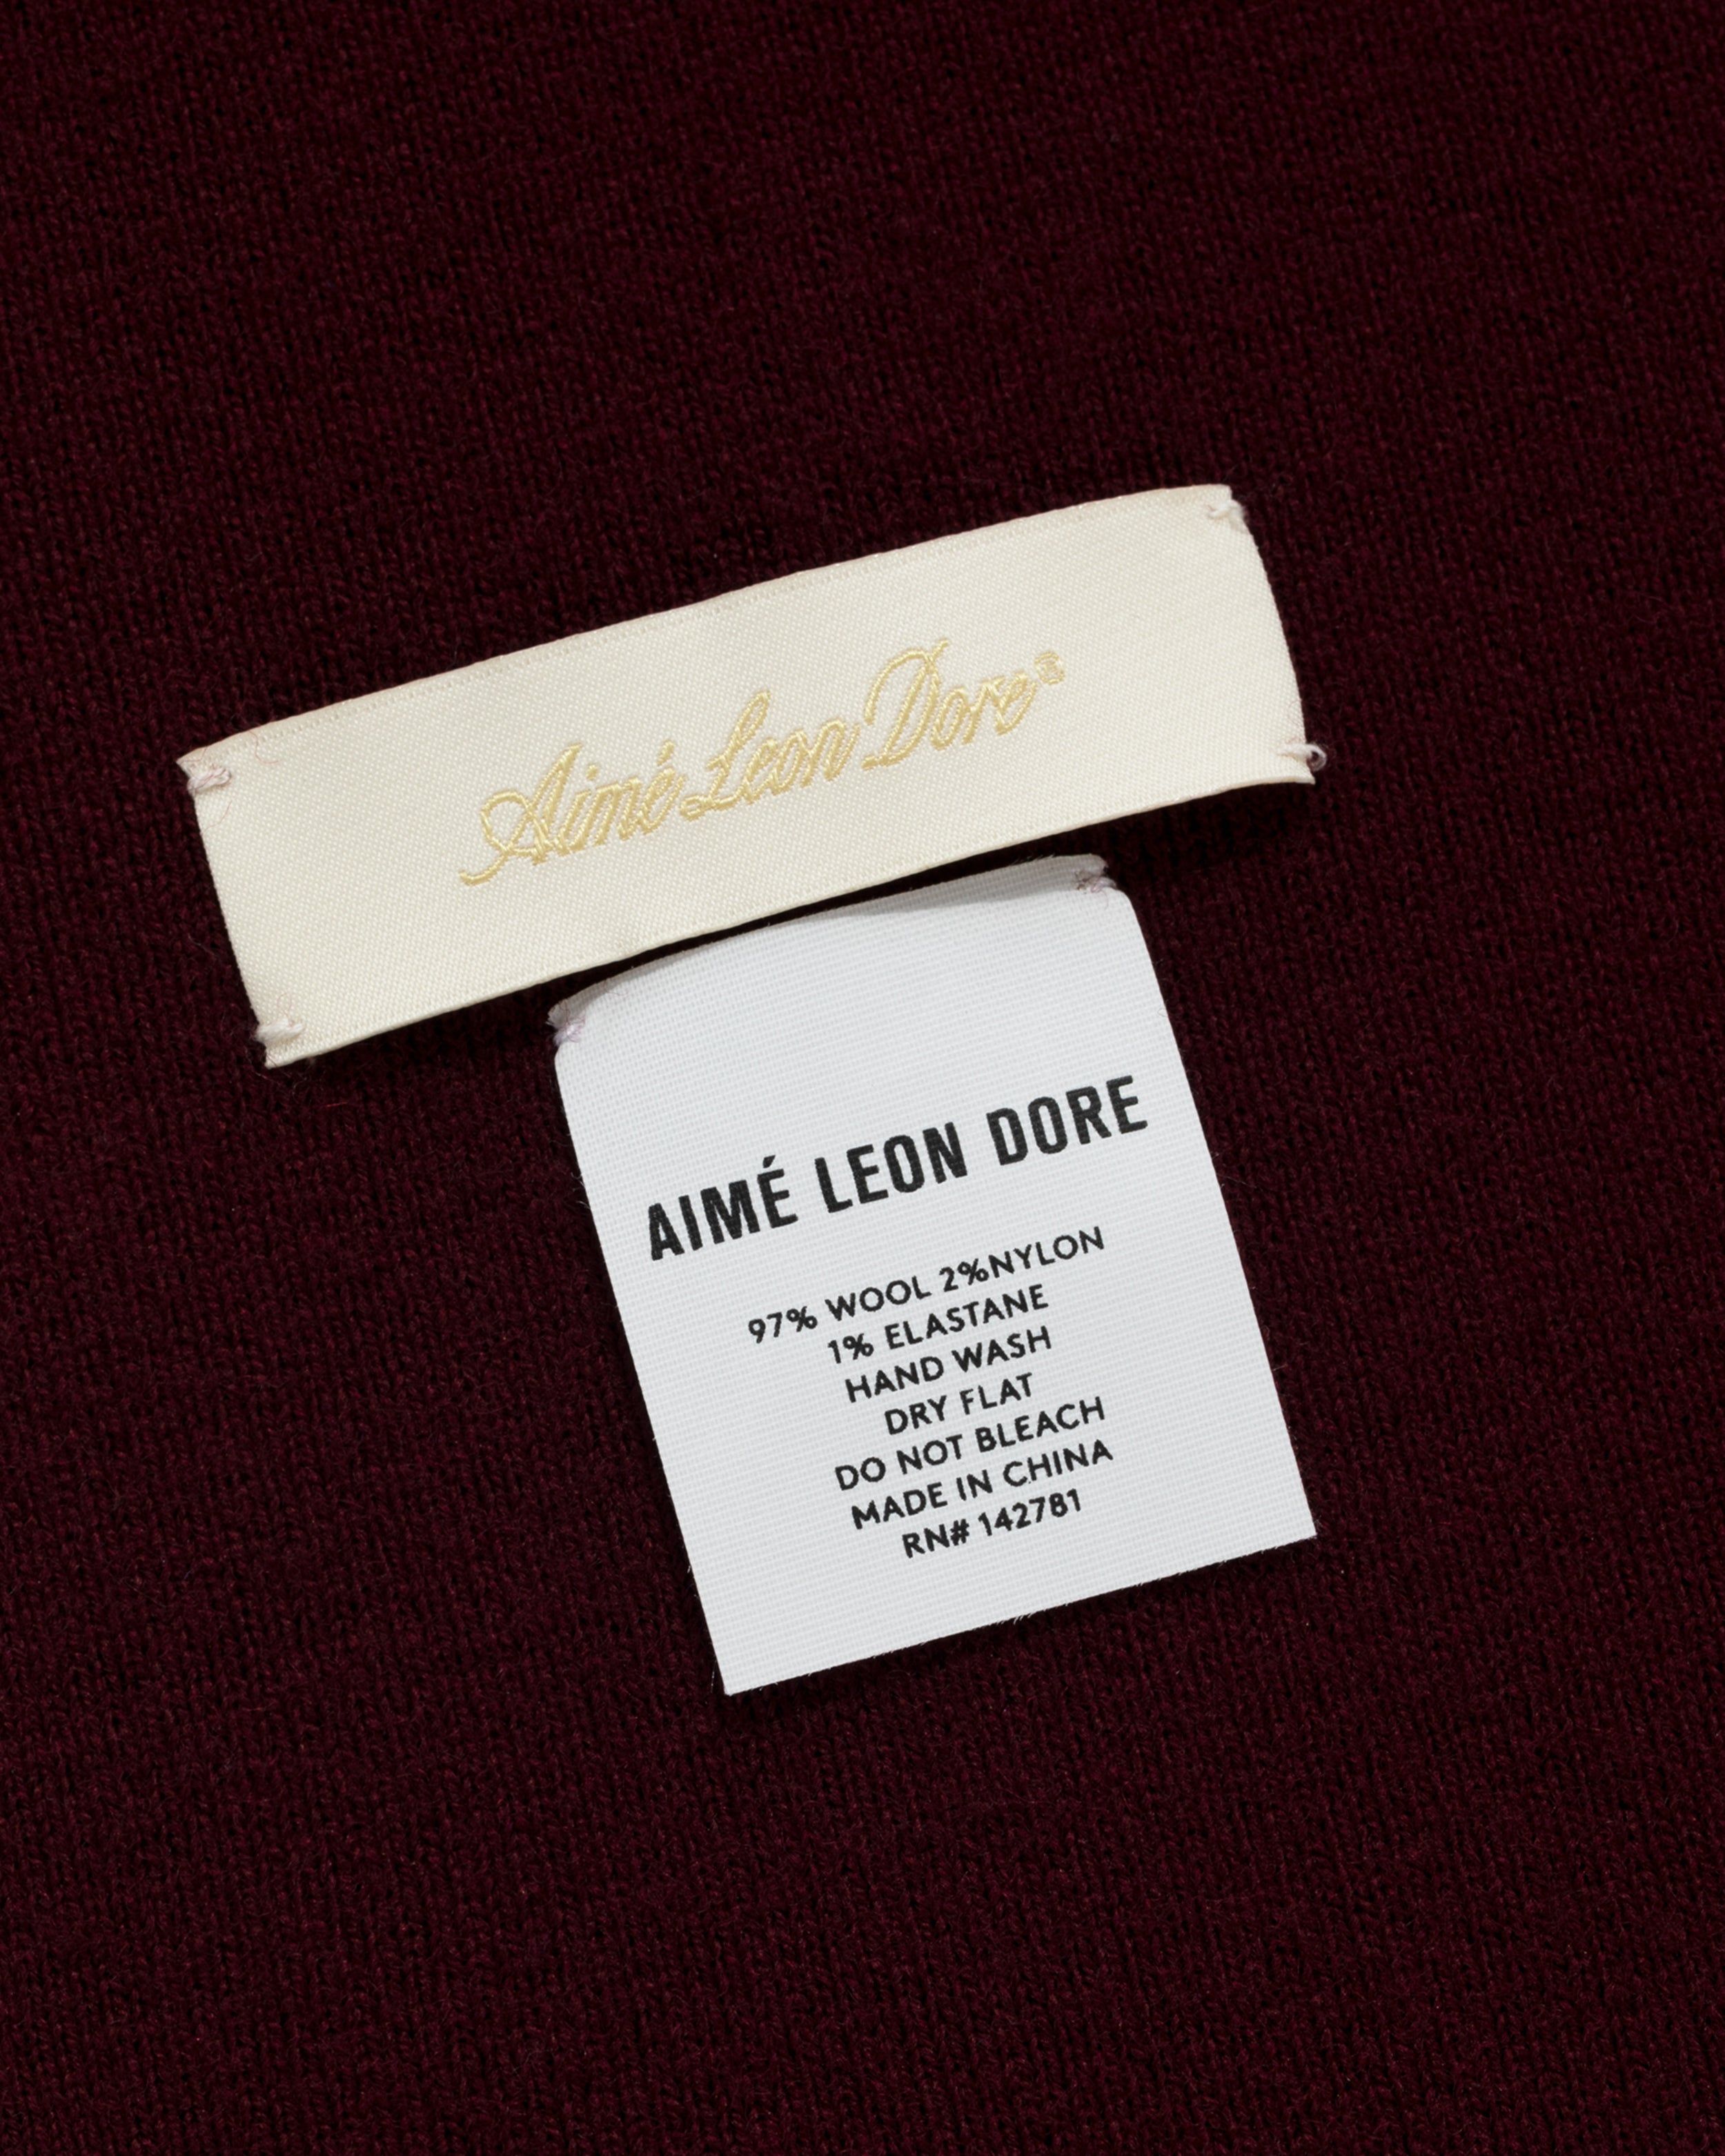 Aimé Leon Dore®
AIMÉ LEON DORE
97% WOOL 2%NYLON
1% ELASTANE
HAND WASH
DRY FLAT
DO NOT BLEACH
MADE IN CHINA
RN# 142781